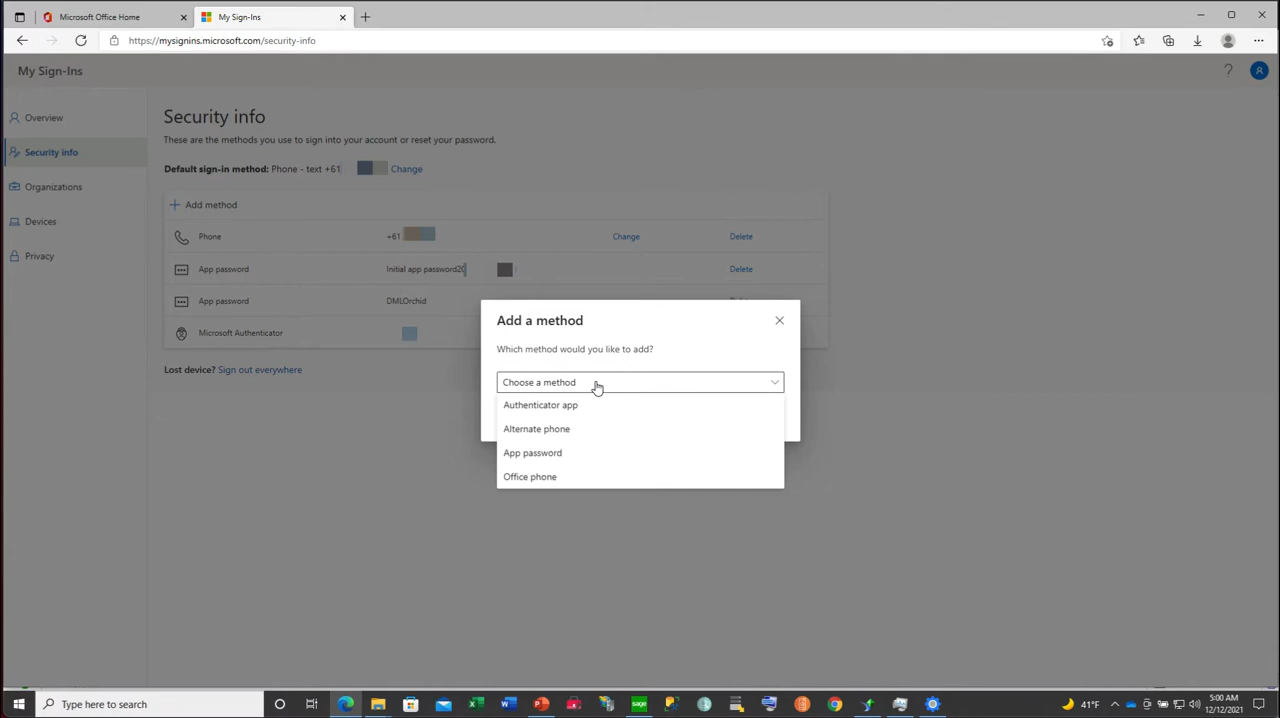 Microsoft Office Home
My Sign-Ins
https://mysignins.microsoft.com/security-info
My Sign-Ins
?
R
Overview
Security info
Organizations
Devices
Privacy
Security info
These are the methods you use to sign into your account or reset your password.
Default sign-in method: Phone - text +61 Change
Add method
Phone +61 Change Delete
App password Initial app password20 Delete
App password DMLOrchid
Microsoft Authenticator
Lost device? Sign out everywhere
Add a method
Which method would you like to add?
Choose a method
Authenticator app
Alternate phone
App password
Office phone
Type here to search
sage
41°F
5:00 AM
12/12/2021